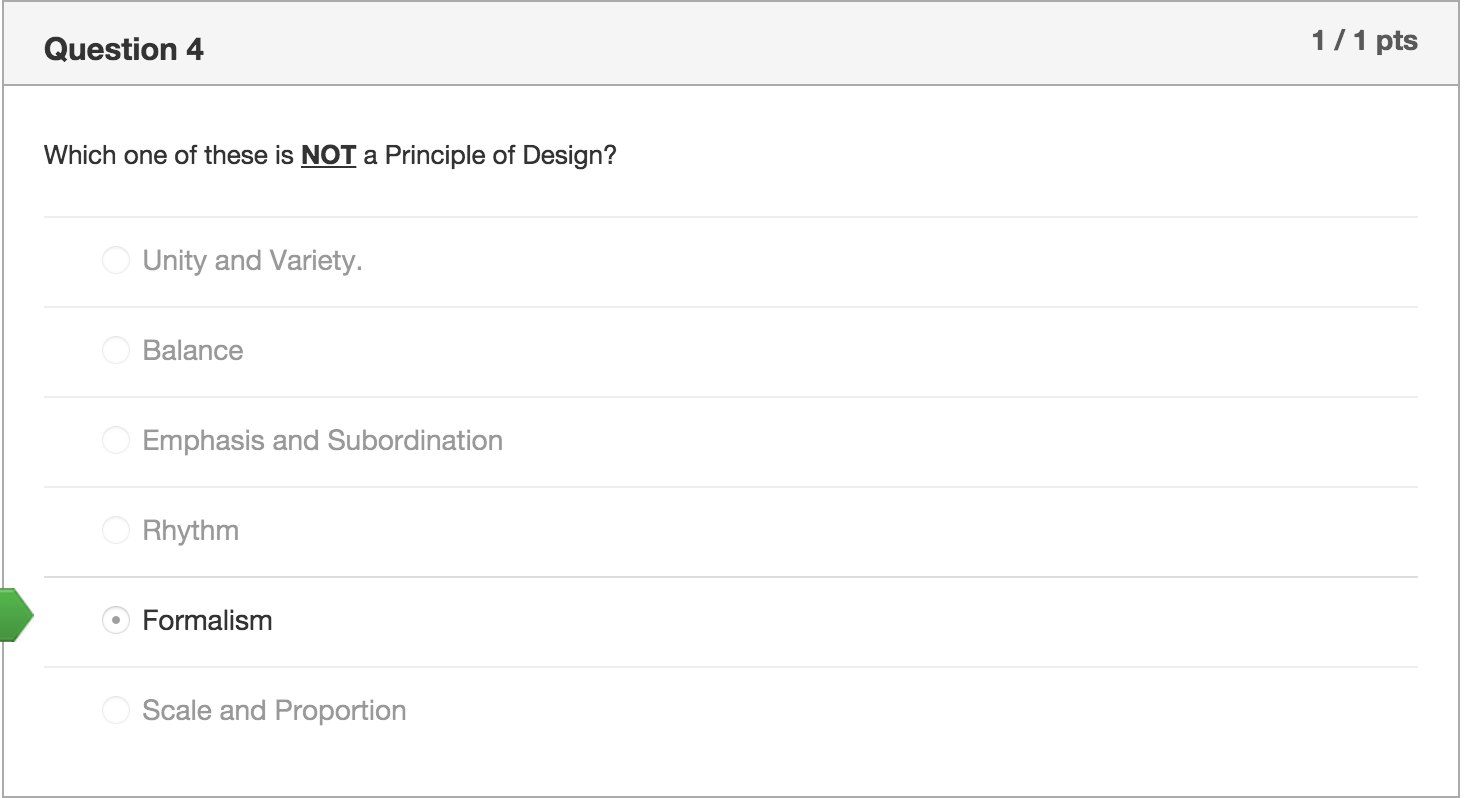 Question 4
1 / 1 pts
Which one of these is NOT a Principle of Design?
Unity and Variety.
Balance
Emphasis and Subordination
Rhythm
Formalism
Scale and Proportion